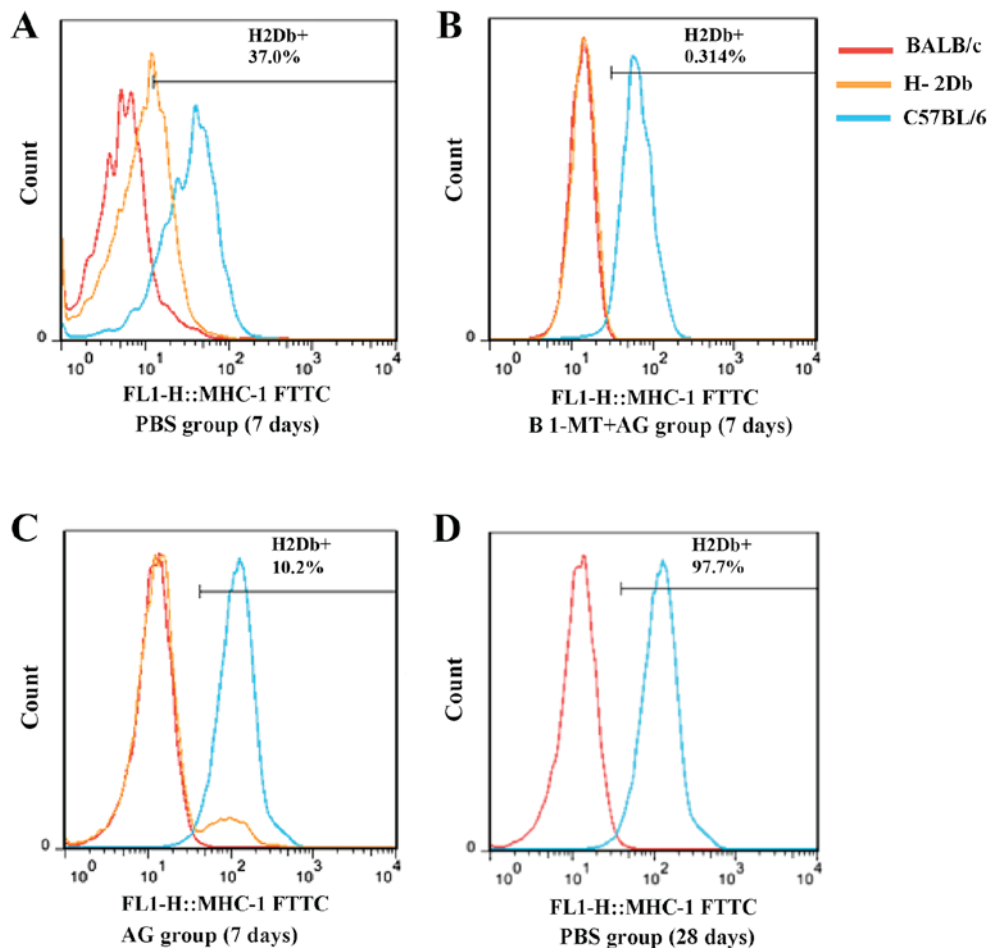 A
H2Db+
37.0%
Count
0
10^0 10^1 10^2 10^3 10^4
FL1-H::MHC-1 FTTC
PBS group (7 days)
B
H2Db+
0.314%
Count
0
10^0 10^1 10^2 10^3 10^4
FL1-H::MHC-1 FTTC
B 1-MT+AG group (7 days)
BALB/c
H- 2Db
C57BL/6
C
H2Db+
10.2%
Count
0
10^0 10^1 10^2 10^3 10^4
FL1-H::MHC-1 FTTC
AG group (7 days)
D
H2Db+
97.7%
Count
0
10^0 10^1 10^2 10^3 10^4
FL1-H::MHC-1 FTTC
PBS group (28 days)